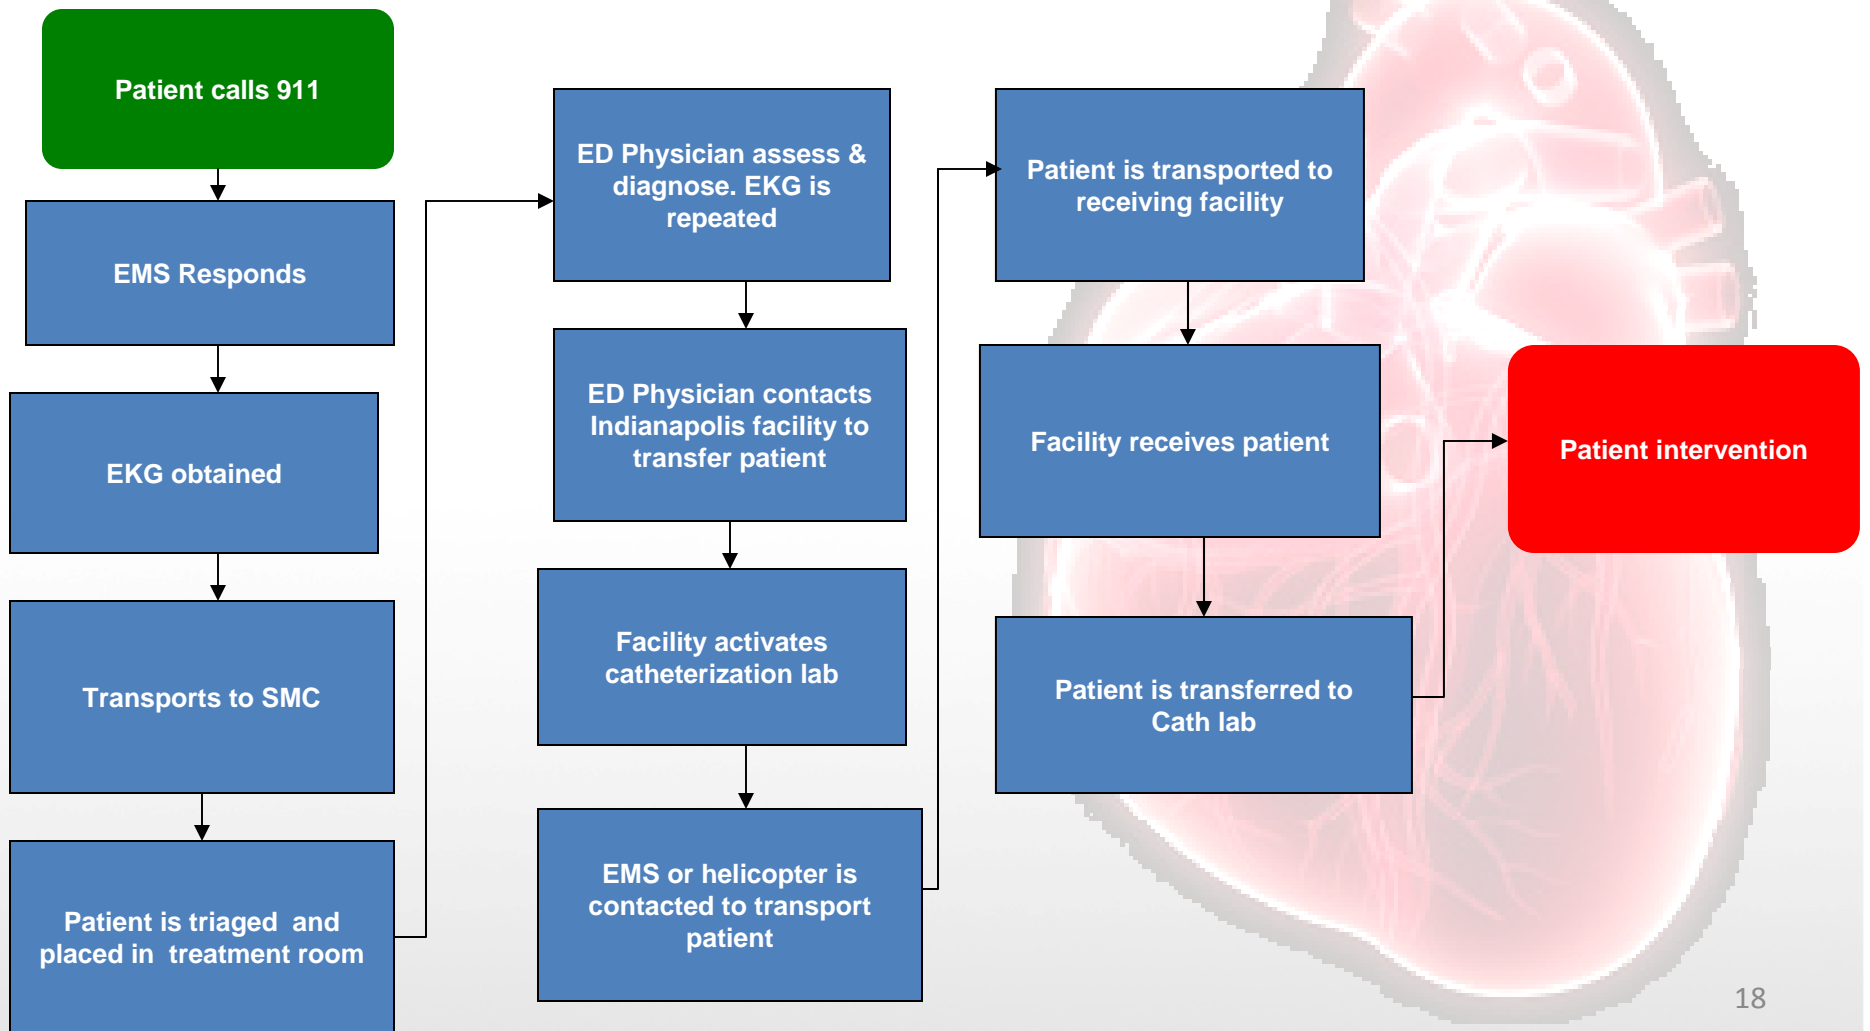 Patient calls 911
EMS Responds
EKG obtained
Transports to SMC
Patient is triaged and
placed in treatment room
ED Physician assess &
diagnose. EKG is
repeated
ED Physician contacts
Indianapolis facility to
transfer patient
Facility activates
catheterization lab
EMS or helicopter is
contacted to transport
patient
Patient is transported to
receiving facility
Facility receives patient
Patient is transferred to
Cath lab
Patient intervention
18